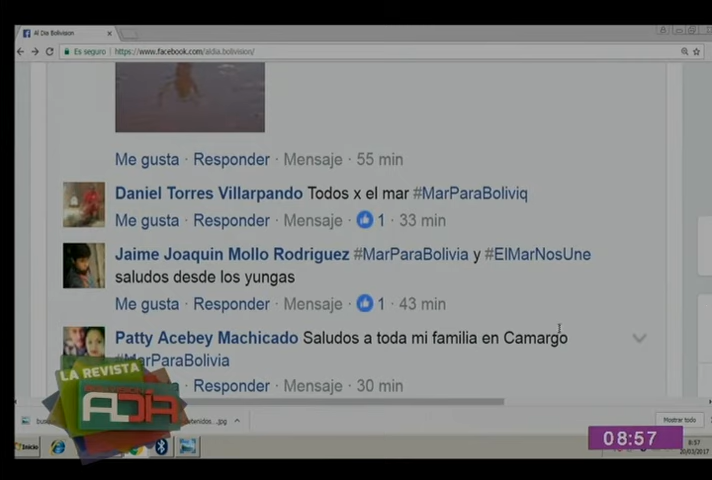 Al Dia Bolivision
Es seguro | https://www.facebook.com/aldia.bolivision/
Me gusta · Responder · Mensaje · 55 min
Daniel Torres Villarpando Todos x el mar #MarParaBoliviq
Me gusta · Responder · Mensaje · 1 · 33 min
Jaime Joaquin Mollo Rodriguez #MarParaBolivia y #ElMarNosUne
saludos desde los yungas
Me gusta · Responder · Mensaje · 1 · 43 min
Patty Acebey Machicado Saludos a toda mi familia en Camargo
#MarParaBolivia
Responder · Mensaje · 30 min
LA REVISTA
ALDÍA
Mostrar todo
08:57
Inicio
8:57
20/03/2017